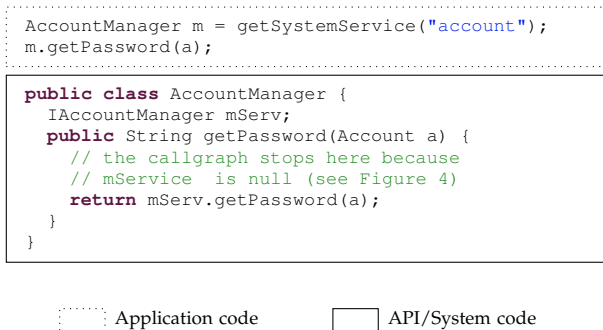 AccountManager m = getSystemService("account");
m.getPassword(a);
public class AccountManager {
IAccountManager mServ;
public String getPassword(Account a) {
// the callgraph stops here because
// mService  is null (see Figure 4)
return mServ.getPassword(a);
}
}
Application code
API/System code